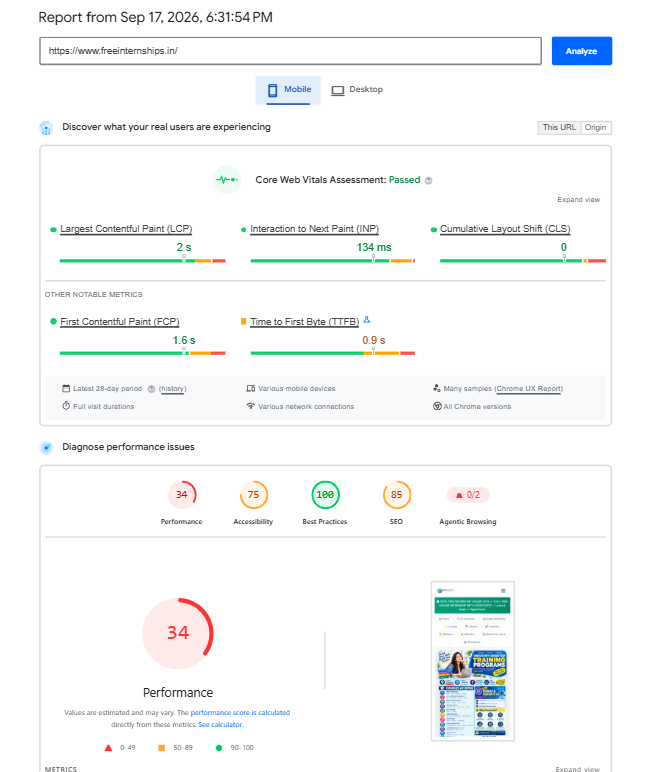 Report from Sep 17, 2026, 6:31:54 PM
https://www.freeinternships.in/
Analyze
Mobile
Desktop
Discover what your real users are experiencing
This URL
Origin
Core Web Vitals Assessment: Passed
Expand view
Largest Contentful Paint (LCP)
2 s
Interaction to Next Paint (INP)
134 ms
Cumulative Layout Shift (CLS)
0
OTHER NOTABLE METRICS
First Contentful Paint (FCP)
1.6 s
Time to First Byte (TTFB)
0.9 s
Latest 28-day period (history)
Various mobile devices
Many samples (Chrome UX Report)
Full visit durations
Various network connections
All Chrome versions
Diagnose performance issues
34
Performance
75
Accessibility
100
Best Practices
85
SEO
0/2
Agentic Browsing
34
Performance
Values are estimated and may vary. The performance score is calculated
directly from these metrics. See calculator.
0-49
50-89
90-100
TRAINING
PROGRAMS
METRICS
Expand view